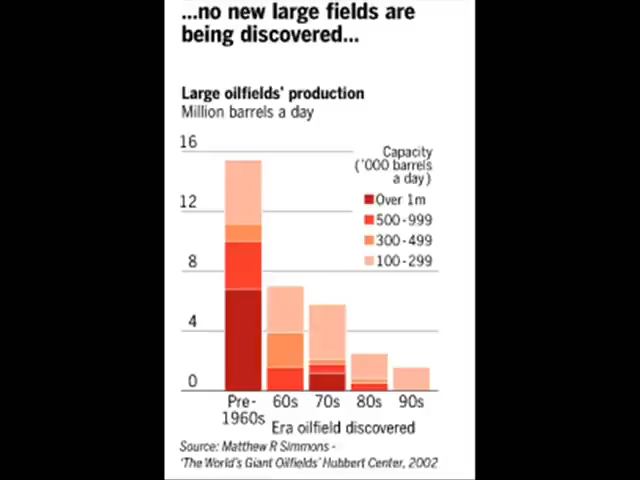 ...no new large fields are
being discovered...
Large oilfields' production
Million barrels a day
16
12
8
4
0
Capacity
('000 barrels
a day)
Over 1m
500-999
300-499
100-299
Pre-
1960s
60s
70s
80s
90s
Era oilfield discovered
Source: Matthew R Simmons -
'The World's Giant Oilfields' Hubbert Center, 2002